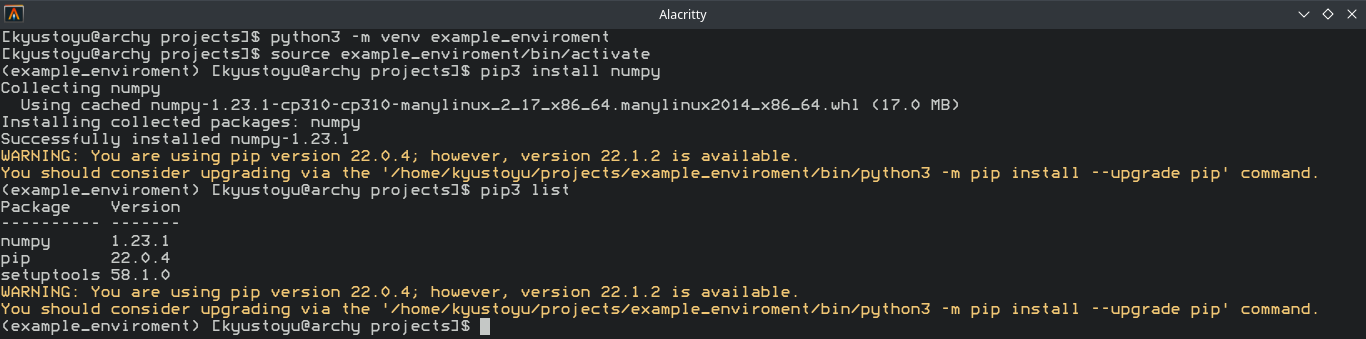 Alacritty
[kyustoyu@archy projects]$ python3 -m venv example_enviroment
[kyustoyu@archy projects]$ source example_enviroment/bin/activate
(example_enviroment) [kyustoyu@archy projects]$ pip3 install numpy
Collecting numpy
  Using cached numpy-1.23.1-cp310-cp310-manylinux_2_17_x86_64.manylinux2014_x86_64.whl (17.0 MB)
Installing collected packages: numpy
Successfully installed numpy-1.23.1
WARNING: You are using pip version 22.0.4; however, version 22.1.2 is available.
You should consider upgrading via the '/home/kyustoyu/projects/example_enviroment/bin/python3 -m pip install --upgrade pip' command.
(example_enviroment) [kyustoyu@archy projects]$ pip3 list
Package    Version
---------- -------
numpy      1.23.1
pip        22.0.4
setuptools 58.1.0
WARNING: You are using pip version 22.0.4; however, version 22.1.2 is available.
You should consider upgrading via the '/home/kyustoyu/projects/example_enviroment/bin/python3 -m pip install --upgrade pip' command.
(example_enviroment) [kyustoyu@archy projects]$